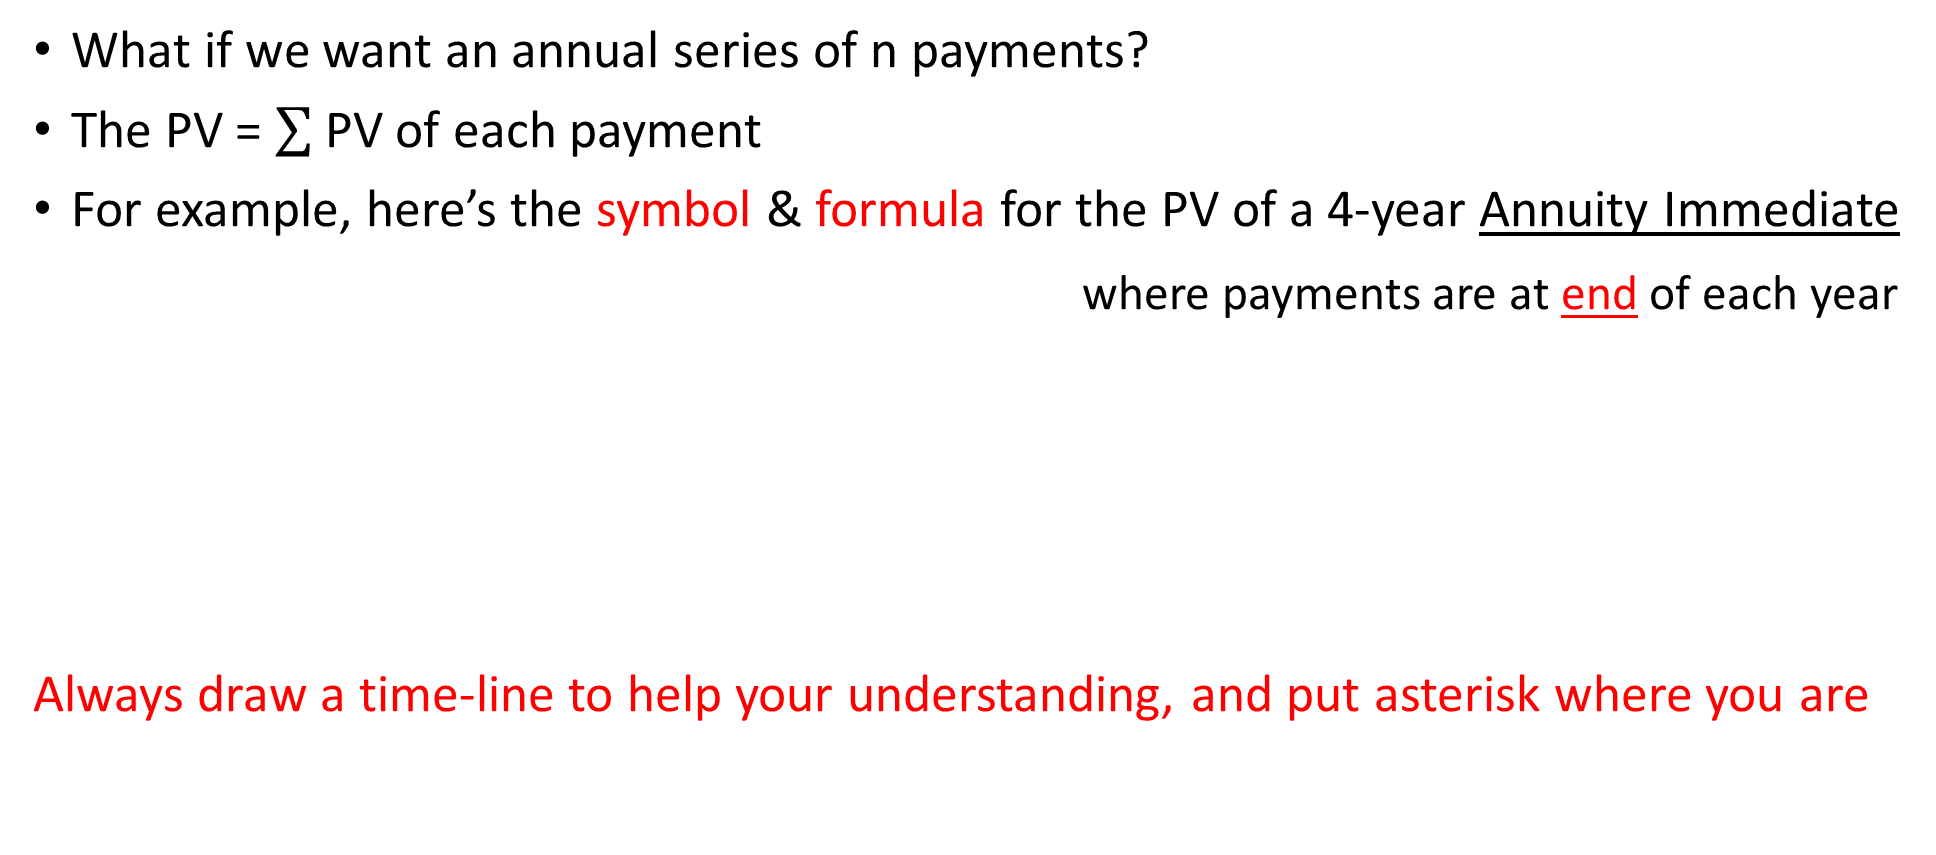 • What if we want an annual series of n payments?
• The PV = ∑ PV of each payment
• For example, here’s the symbol & formula for the PV of a 4-year Annuity Immediate
where payments are at end of each year
Always draw a time-line to help your understanding, and put asterisk where you are